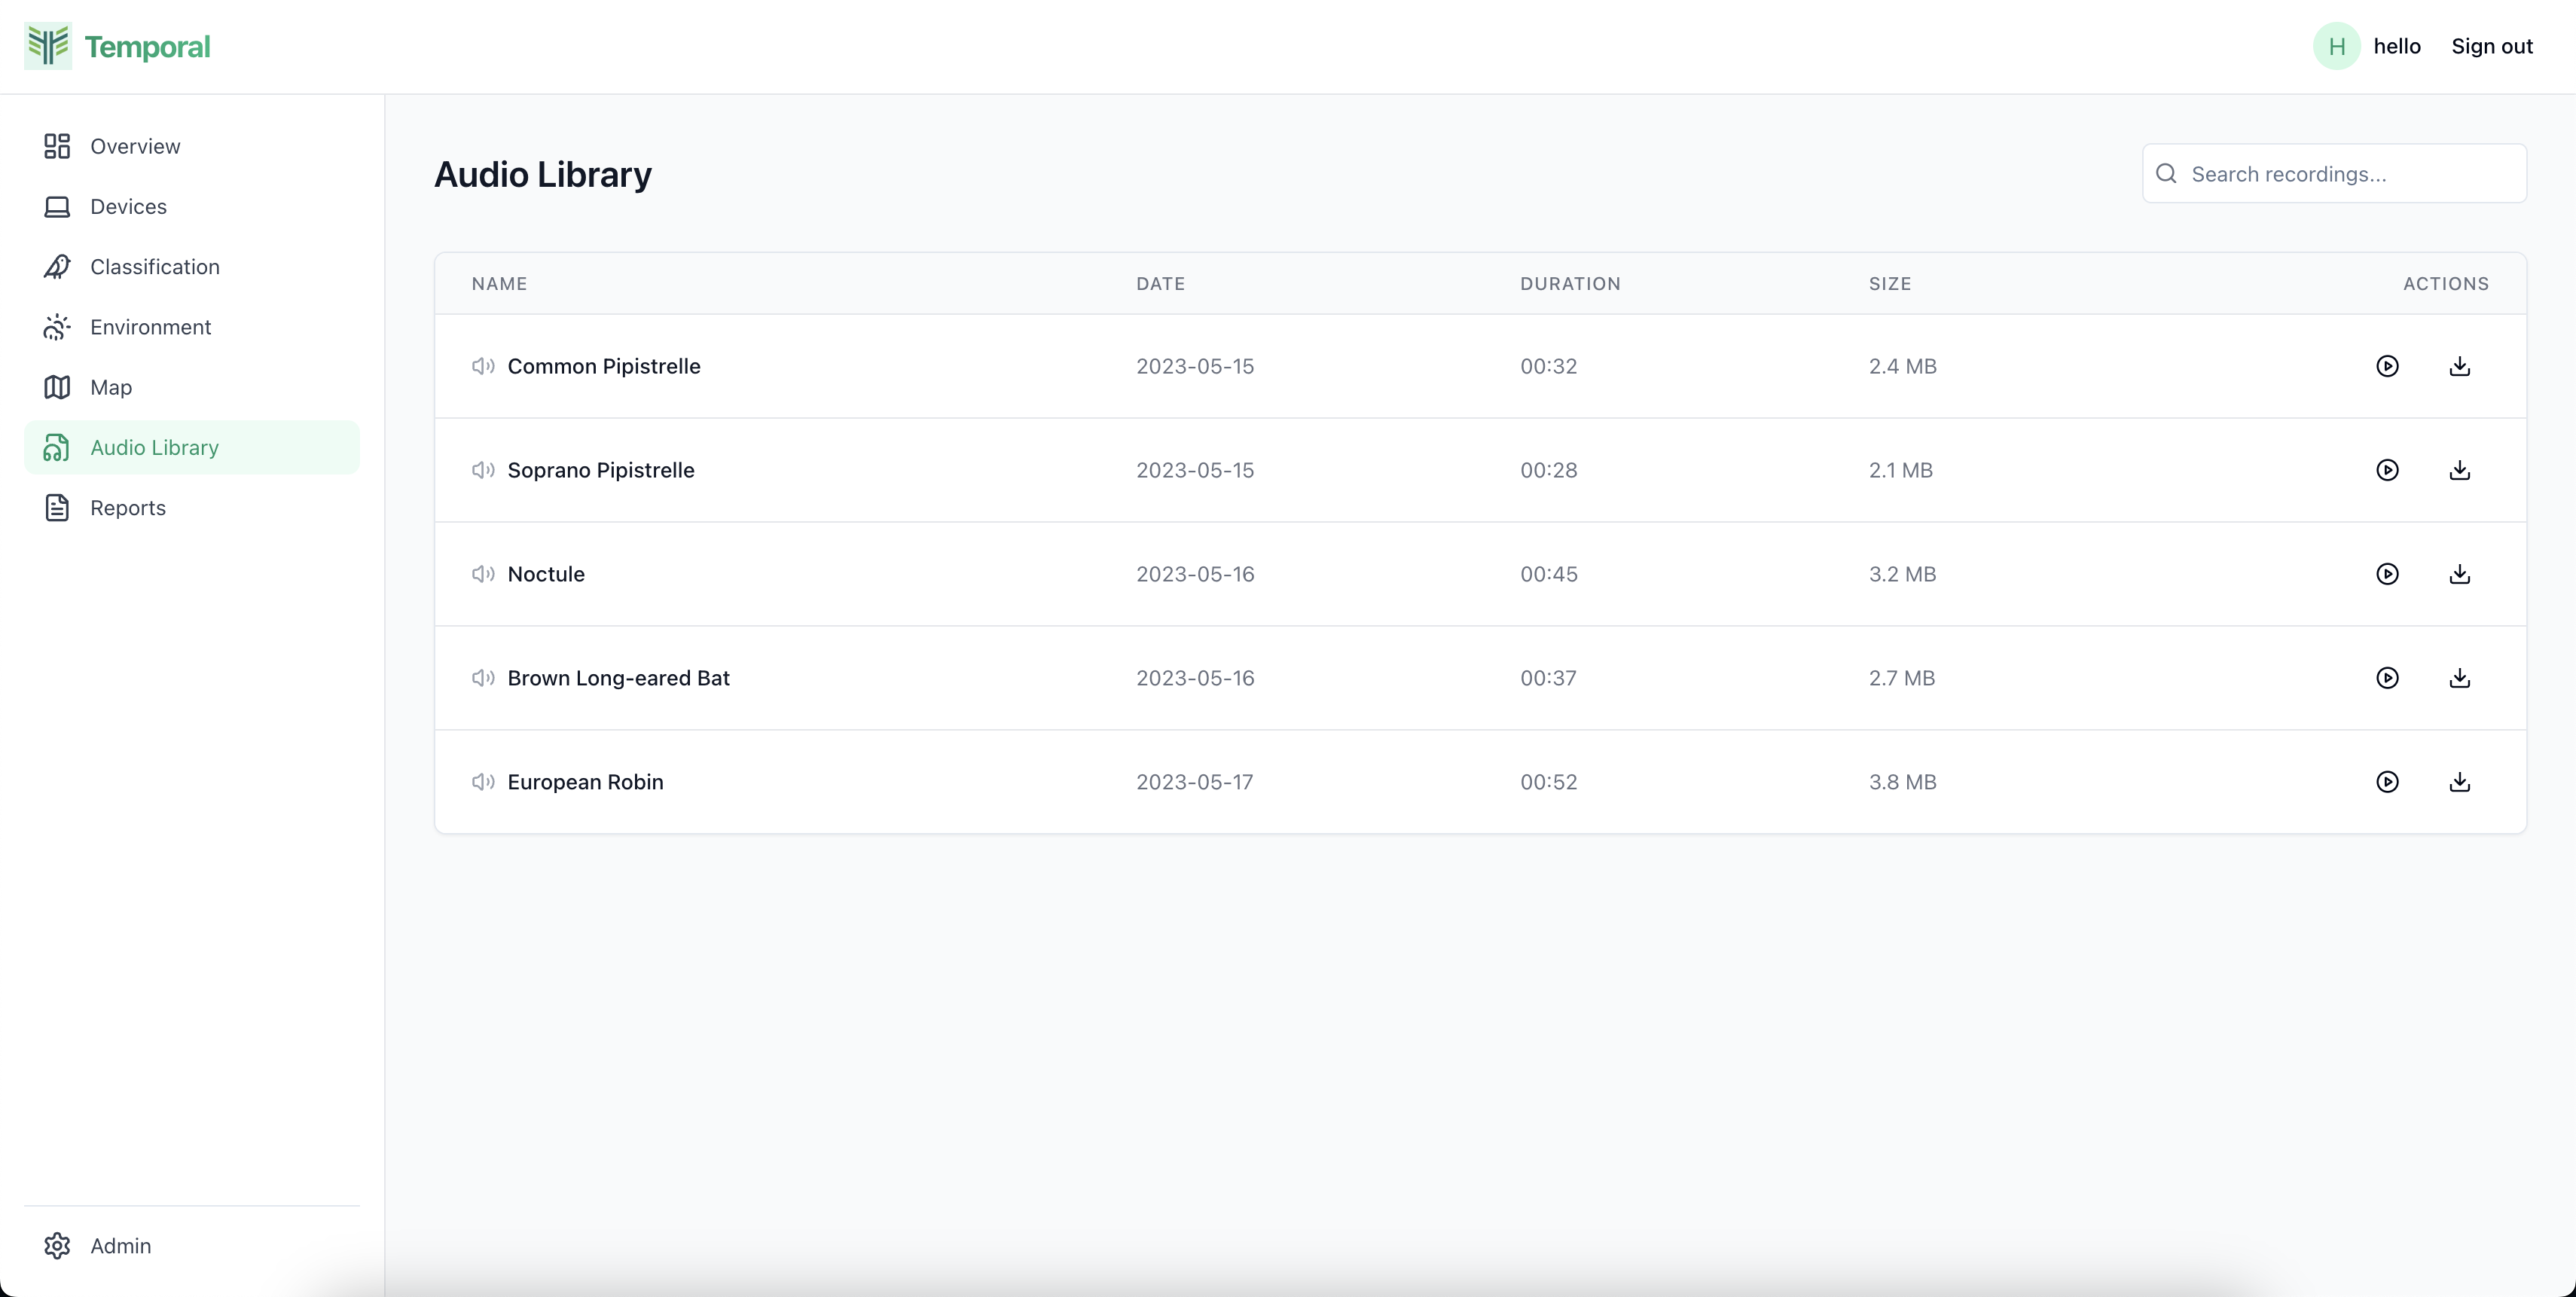 Temporal
H hello Sign out
Overview
Devices
Classification
Environment
Map
Audio Library
Reports
Admin
Audio Library
Search recordings...
NAME DATE DURATION SIZE ACTIONS
Common Pipistrelle 2023-05-15 00:32 2.4 MB
Soprano Pipistrelle 2023-05-15 00:28 2.1 MB
Noctule 2023-05-16 00:45 3.2 MB
Brown Long-eared Bat 2023-05-16 00:37 2.7 MB
European Robin 2023-05-17 00:52 3.8 MB